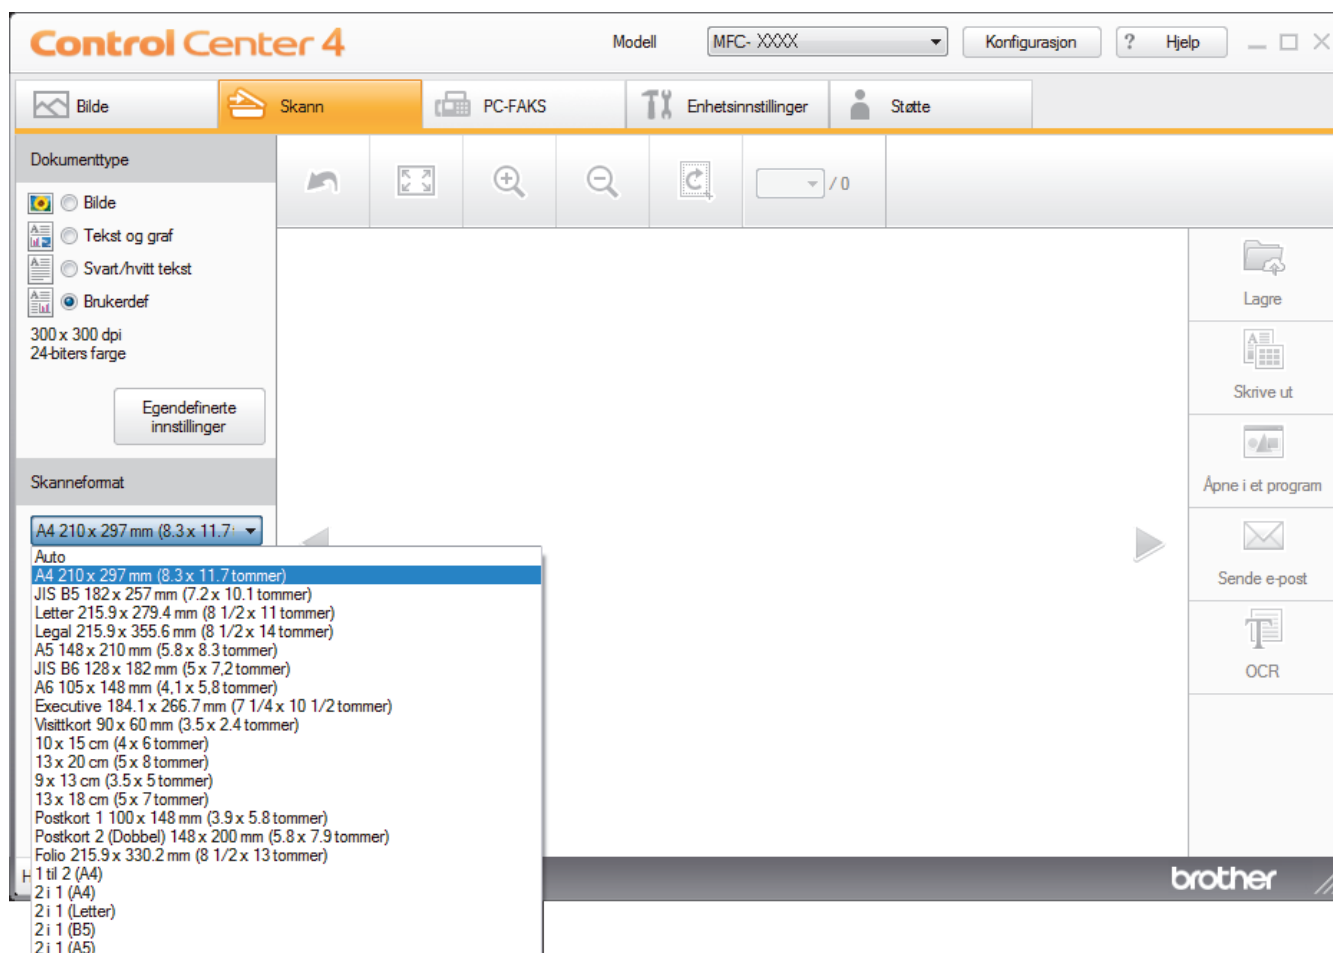 Control Center 4
Modell
MFC- XXXX
Konfigurasjon
? Hjelp
Bilde
Skann
PC-FAKS
Enhetsinnstillinger
Støtte
Dokumenttype
/ 0
Bilde
Tekst og graf
Svart/hvitt tekst
Brukerdef
300 x 300 dpi
24-biters farge
Egendefinerte
innstillinger
Skanneformat
A4 210 x 297 mm (8.3 x 11.7
Auto
A4 210 x 297 mm (8.3 x 11.7 tommer)
JIS B5 182 x 257 mm (7.2 x 10.1 tommer)
Letter 215.9 x 279.4 mm (8 1/2 x 11 tommer)
Legal 215.9 x 355.6 mm (8 1/2 x 14 tommer)
A5 148 x 210 mm (5.8 x 8.3 tommer)
JIS B6 128 x 182 mm (5 x 7,2 tomme
r)
A6 105 x 148 mm (4,1 x 5,8 tommer)
Executive 184.1 x 266.7 mm (7 1/4 x 10 1/2 tommer)
Visittkort 90 x 60 mm (3.5 x 2.4 tommer)
10 x 15 cm (4 x 6 tommer)
13 x 20 cm (5 x 8 tommer)
9 x 13 cm (3.5 x 5 tommer)
13 x 18 cm (5 x 7 tommer)
Postkort 1 100 x 148 mm (3.9 x 5.8 tommer)
Postkort 2 (Dobbel) 148 x 200 mm (5.8 x 7.9 tommer)
Folio 215.9 x 330.2 mm (8 1/2 x 13 tommer)
1 til 2 (A4)
2 i 1 (A4)
2 i 1 (Letter)
2 i 1 (B5)
2 i 1 (A5)
Lagre
Skrive ut
Åpne i et program
Sende e-post
OCR
brother